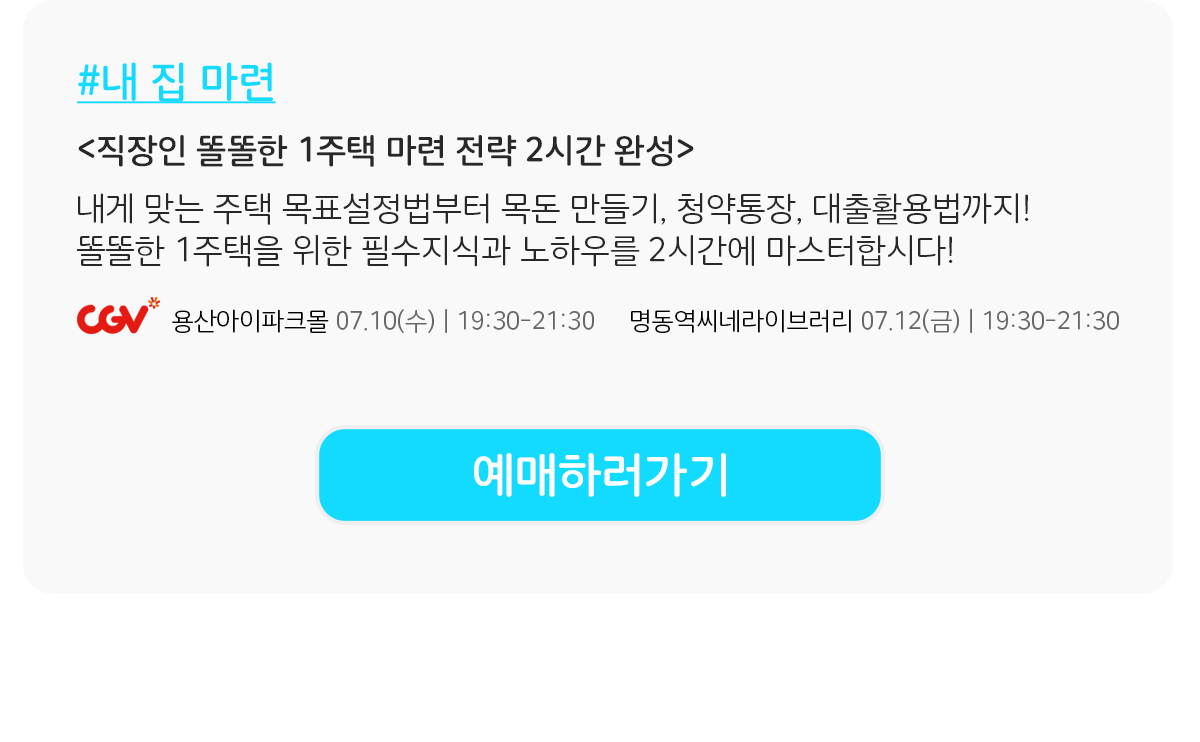 #내 집 마련
<직장인 똘똘한 1주택 마련 전략 2시간 완성>
내게 맞는 주택 목표설정법부터 목돈 만들기, 청약통장, 대출활용법까지!
똘똘한 1주택을 위한 필수지식과 노하우를 2시간에 마스터합시다!
CGV 용산아이파크몰 07.10(수) | 19:30-21:30 명동역씨네라이브러리 07.12(금) | 19:30-21:30
예매하러가기